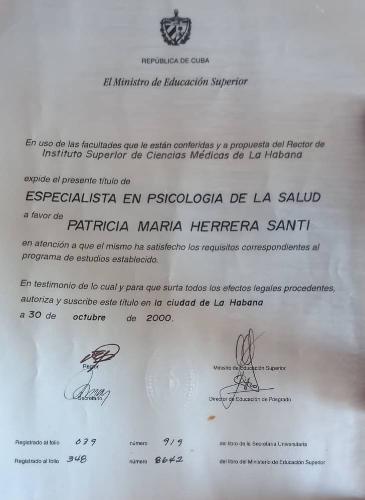 REPÚBLICA DE CUBA
El Ministro de Educación Superior
En uso de las facultades que le están conferidas y a propuesta del Rector de
Instituto Superior de Ciencias Médicas de La Habana
expide el presente título de
ESPECIALISTA EN PSICOLOGIA DE LA SALUD
a favor de
PATRICIA MARIA HERRERA SANTI
en atención a que el mismo ha satisfecho los requisitos correspondientes al
programa de estudios establecido.
En testimonio de lo cual y para que surta todos los efectos legales procedentes,
autoriza y suscribe este título en la ciudad de La Habana
a 30 de octubre de 2000.
Rector
Ministro de Educación Superior
Secretario
Director de Educación de Posgrado
Registrado al folio 039 número 919 del libro de la Secretaría Universitaria
Registrado al folio 348 número 8642 del libro del Ministerio de Educación Superior